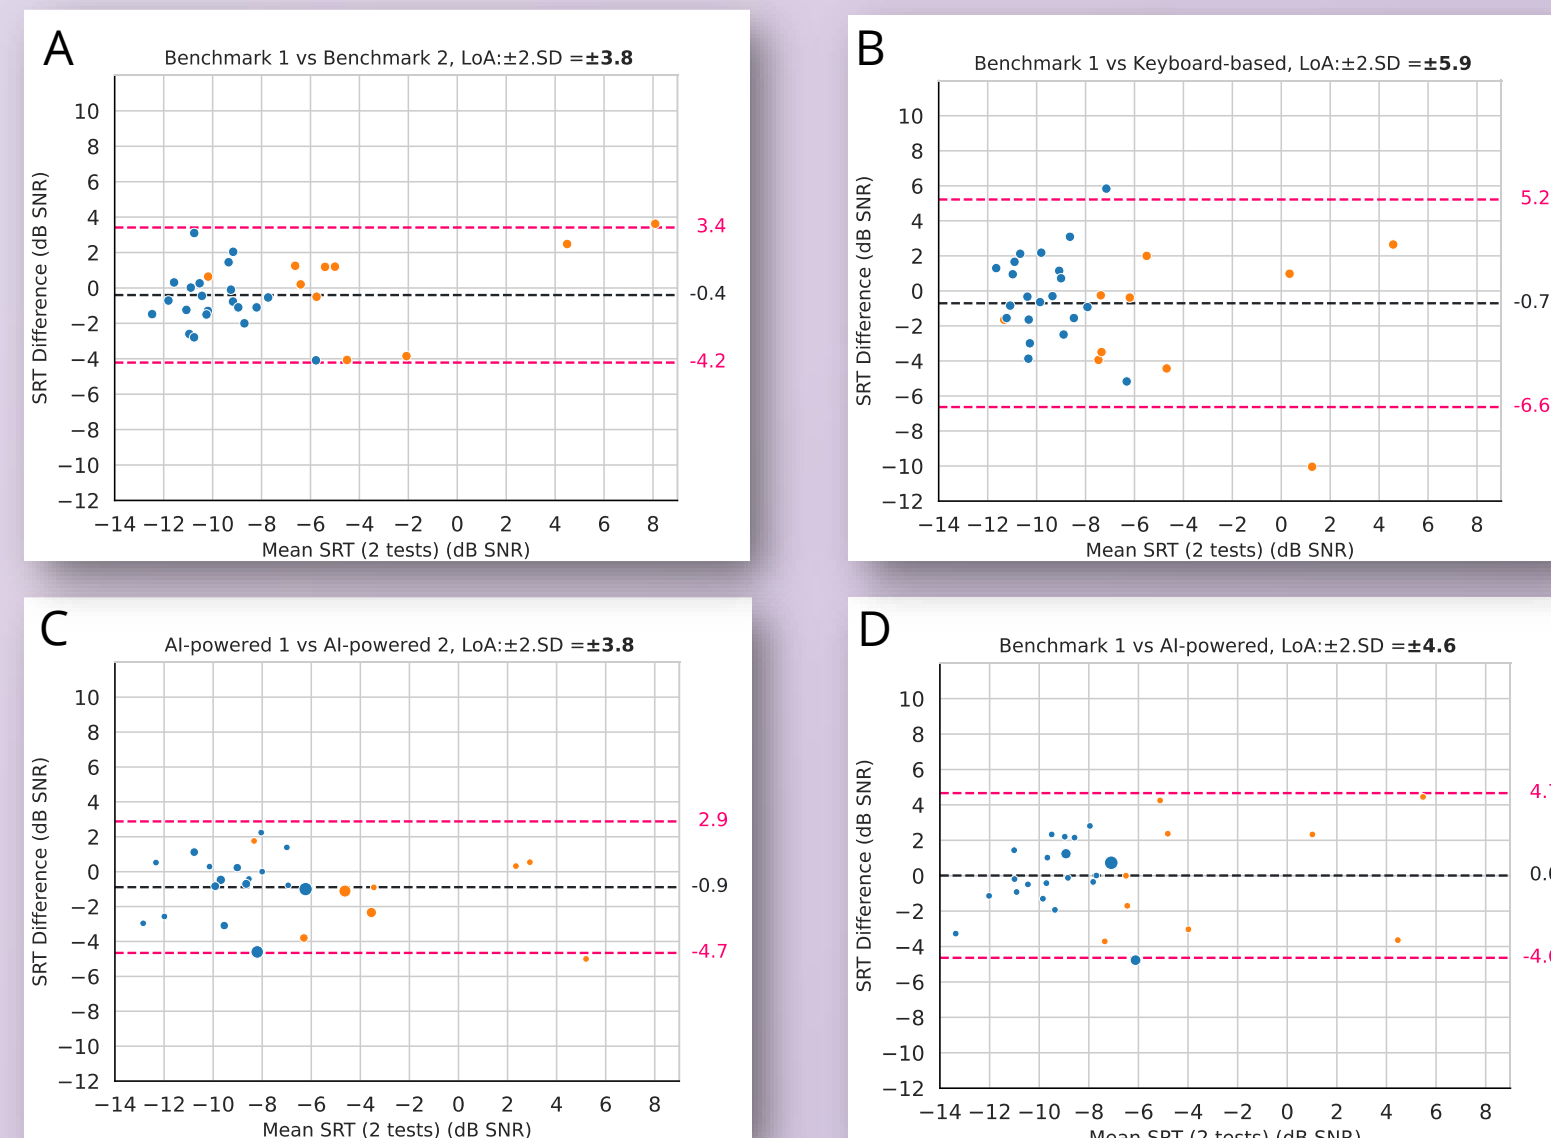 A
Benchmark 1 vs Benchmark 2, LoA:±2.SD =±3.8
SRT Difference (dB SNR)
10
8
6
4
2
0
−2
−4
−6
−8
−10
−12
3.4
-0.4
-4.2
−14 −12 −10 −8 −6 −4 −2 0 2 4 6 8
Mean SRT (2 tests) (dB SNR)
B
Benchmark 1 vs Keyboard-based, LoA:±2.SD =±5.9
SRT Difference (dB SNR)
10
8
6
4
2
0
−2
−4
−6
−8
−10
−12
5.2
-0.7
-6.6
−14 −12 −10 −8 −6 −4 −2 0 2 4 6 8
Mean SRT (2 tests) (dB SNR)
C
AI-powered 1 vs AI-powered 2, LoA:±2.SD =±3.8
SRT Difference (dB SNR)
10
8
6
4
2
0
−2
−4
−6
−8
−10
−12
2.9
-0.9
-4.7
−14 −12 −10 −8 −6 −4 −2 0 2 4 6 8
Mean SRT (2 tests) (dB SNR)
D
Benchmark 1 vs AI-powered, LoA:±2.SD =±4.6
SRT Difference (dB SNR)
10
8
6
4
2
0
−2
−4
−6
−8
−10
−12
−14 −12 −10 −8 −6 −4 −2 0 2 4 6 8
Mean SRT (2 tests) (dB SNR)